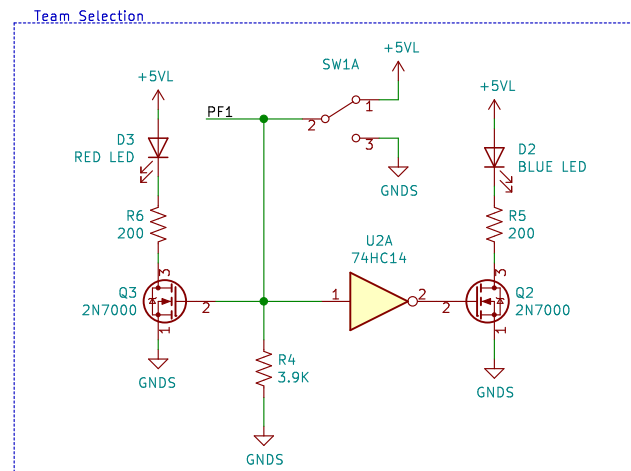 Team Selection
+5VL
SW1A
+5VL
+5VL
PF1
1
2
3
D3
RED LED
D2
BLUE LED
GNDS
R6
200
R5
200
U2A
74HC14
3
3
Q3
2N7000
2
1
2
2
Q2
2N7000
1
1
R4
3.9K
GNDS
GNDS
GNDS